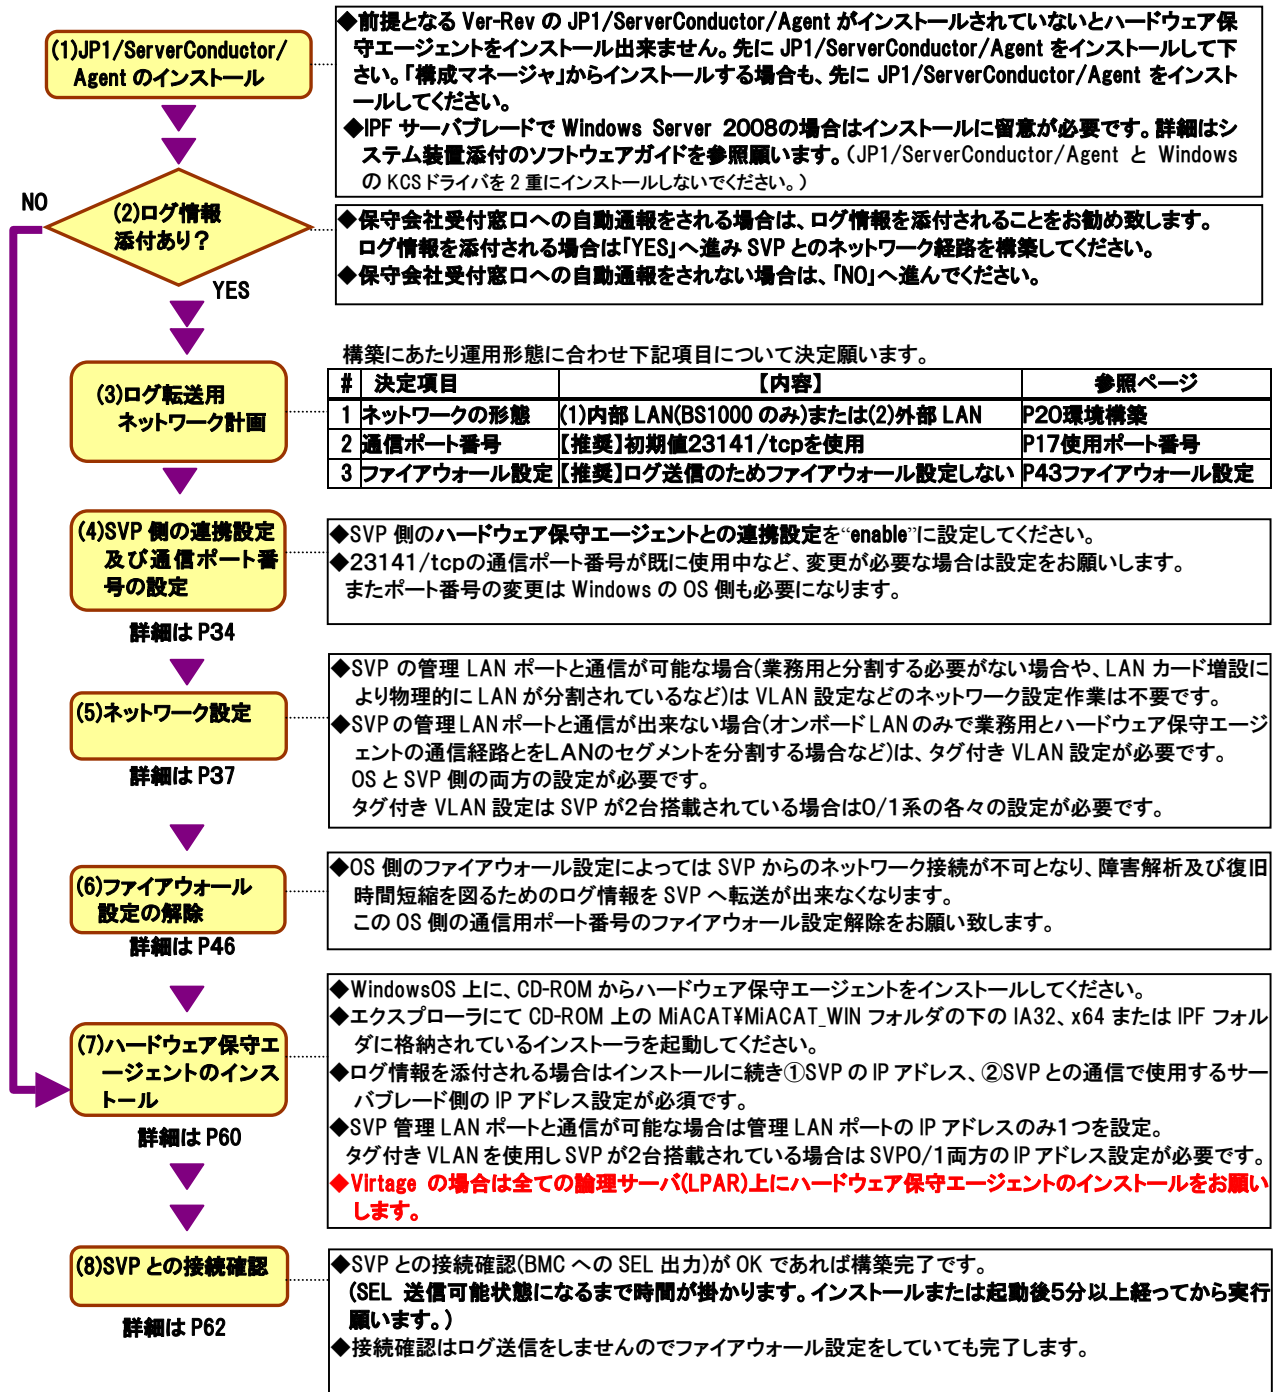 (1)JP1/ServerConductor/
Agent のインストール
◆前提となる Ver-Rev の JP1/ServerConductor/Agent がインストールされていないとハードウェア保
守エージェントをインストール出来ません。先に JP1/ServerConductor/Agent をインストールして下
さい。「構成マネージャ」からインストールする場合も、先に JP1/ServerConductor/Agent をインスト
ールしてください。
◆IPF サーバブレードで Windows Server 2008の場合はインストールに留意が必要です。詳細はシ
ステム装置添付のソフトウェアガイドを参照願います。(JP1/ServerConductor/Agent と Windows
の KCSドライバを 2 重にインストールしないでください。)
NO
(2)ログ情報
添付あり?
YES
◆保守会社受付窓口への自動通報をされる場合は、ログ情報を添付されることをお勧め致します。
ログ情報を添付される場合は「YES」へ進み SVP とのネットワーク経路を構築してください。
◆保守会社受付窓口への自動通報をされない場合は、「NO」へ進んでください。
(3)ログ転送用
ネットワーク計画
構築にあたり運用形態に合わせ下記項目について決定願います。
# 決定項目 【内容】 参照ページ
1 ネットワークの形態 (1)内部 LAN(BS1000 のみ)または(2)外部 LAN P20環境構築
2 通信ポート番号 【推奨】初期値23141/tcpを使用 P17使用ポート番号
3 ファイアウォール設定 【推奨】ログ送信のためファイアウォール設定しない P43ファイアウォール設定
(4)SVP 側の連携設定
及び通信ポート番
号の設定
詳細は P34
◆SVP 側のハードウェア保守エージェントとの連携設定を“enable”に設定してください。
◆23141/tcpの通信ポート番号が既に使用中など、変更が必要な場合は設定をお願いします。
またポート番号の変更は Windows の OS 側も必要になります。
(5)ネットワーク設定
詳細は P37
◆SVP の管理 LAN ポートと通信が可能な場合(業務用と分割する必要がない場合や、LAN カード増設に
より物理的に LAN が分割されているなど)は VLAN 設定などのネットワーク設定作業は不要です。
◆SVPの管理LANポートと通信が出来ない場合(オンボードLANのみで業務用とハードウェア保守エージ
ェントの通信経路とをLANのセグメントを分割する場合など)は、タグ付き VLAN 設定が必要です。
OS と SVP 側の両方の設定が必要です。
タグ付き VLAN 設定は SVP が2台搭載されている場合は0/1系の各々の設定が必要です。
(6)ファイアウォール
設定の解除
詳細は P46
◆OS 側のファイアウォール設定によっては SVP からのネットワーク接続が不可となり、障害解析及び復旧
時間短縮を図るためのログ情報を SVP へ転送が出来なくなります。
この OS 側の通信用ポート番号のファイアウォール設定解除をお願い致します。
(7)ハードウェア保守エ
ージェントのインス
トール
詳細は P60
◆WindowsOS 上に、CD-ROM からハードウェア保守エージェントをインストールしてください。
◆エクスプローラにて CD-ROM 上の MiACAT¥MiACAT_WIN フォルダの下の IA32、x64 または IPF フォル
ダに格納されているインストーラを起動してください。
◆ログ情報を添付される場合はインストールに続き①SVP の IP アドレス、②SVP との通信で使用するサー
バブレード側の IP アドレス設定が必須です。
◆SVP 管理 LAN ポートと通信が可能な場合は管理 LAN ポートの IP アドレスのみ1つを設定。
タグ付き VLAN を使用し SVP が2台搭載されている場合は SVP0/1両方の IP アドレス設定が必要です。
◆Virtage の場合は全ての論理サーバ(LPAR)上にハードウェア保守エージェントのインストールをお願い
します。
(8)SVP との接続確認
詳細は P62
◆SVP との接続確認(BMC への SEL 出力)が OK であれば構築完了です。
(SEL 送信可能状態になるまで時間が掛かります。インストールまたは起動後5分以上経ってから実行
願います。)
◆接続確認はログ送信をしませんのでファイアウォール設定をしていても完了します。